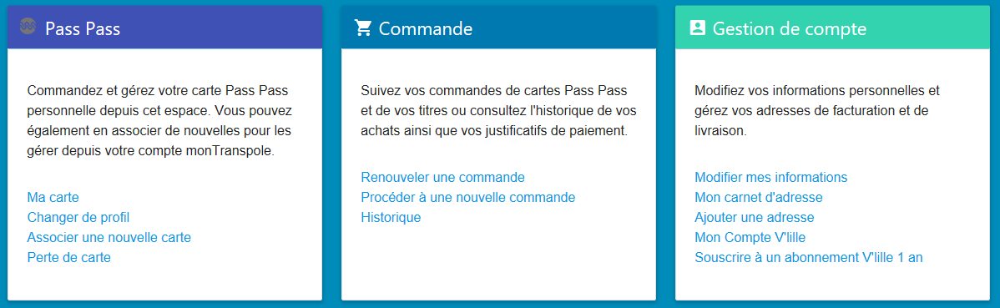 Pass Pass
Commandez et gérez votre carte Pass Pass
personnelle depuis cet espace. Vous pouvez
également en associer de nouvelles pour les
gérer depuis votre compte monTranspole.
Ma carte
Changer de profil
Associer une nouvelle carte
Perte de carte
Commande
Suivez vos commandes de cartes Pass Pass
et de vos titres ou consultez l'historique de vos
achats ainsi que vos justificatifs de paiement.
Renouveler une commande
Procéder à une nouvelle commande
Historique
Gestion de compte
Modifiez vos informations personnelles et
gérez vos adresses de facturation et de
livraison.
Modifier mes informations
Mon carnet d'adresse
Ajouter une adresse
Mon Compte V'lille
Souscrire à un abonnement V'lille 1 an